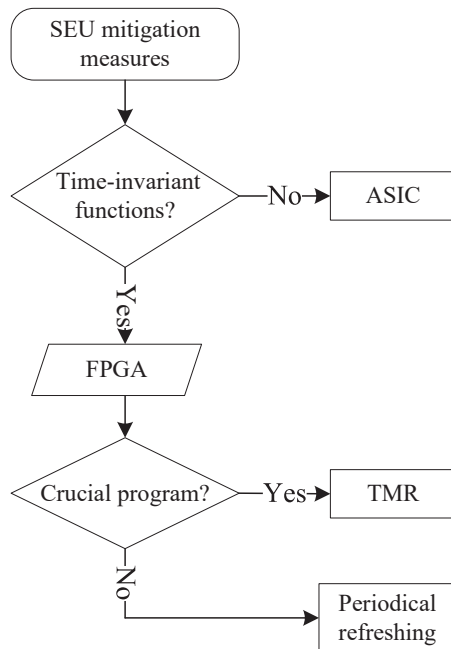 SEU mitigation
measures
Time-invariant
functions?
No
ASIC
Yes
FPGA
Crucial program?
Yes
TMR
No
Periodical
refreshing